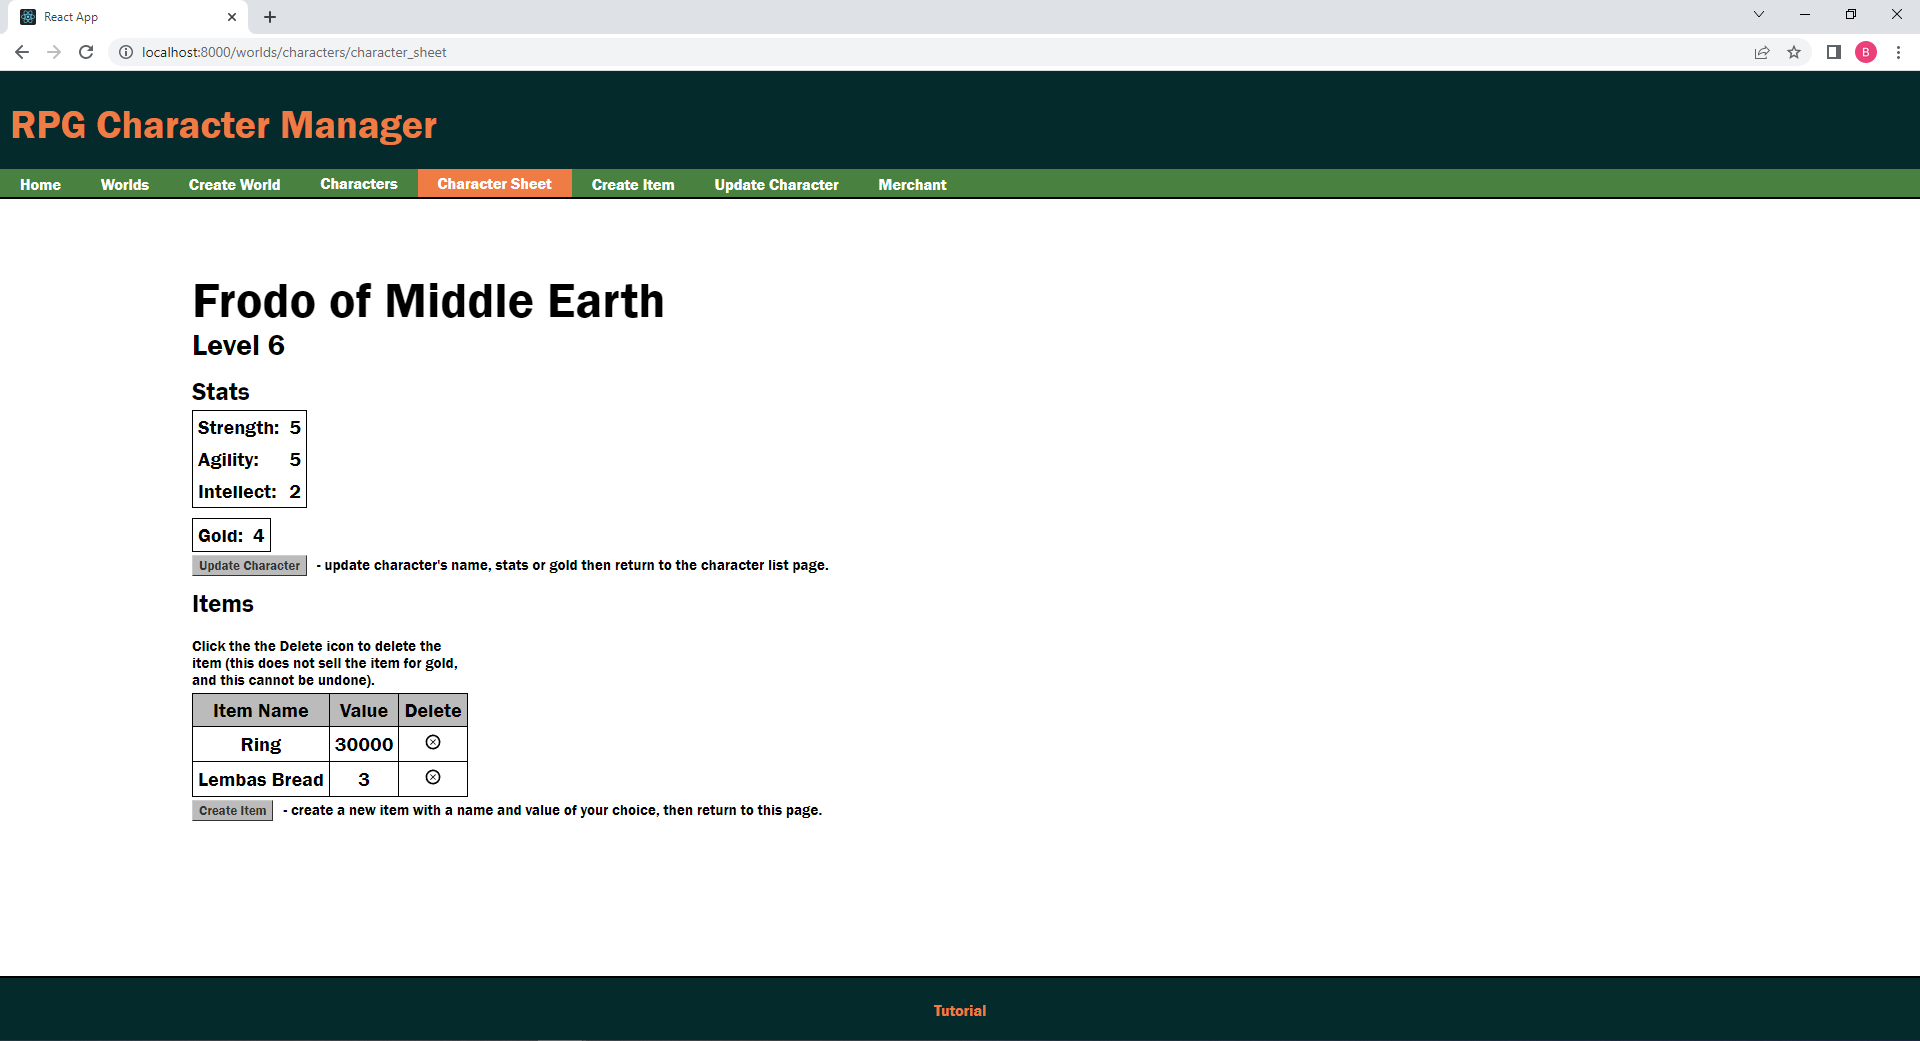 React App
localhost:8000/worlds/characters/character_sheet
B
RPG Character Manager
Home Worlds Create World Characters Character Sheet Create Item Update Character Merchant
Frodo of Middle Earth
Level 6
Stats
Strength: 5
Agility: 5
Intellect: 2
Gold: 4
Update Character - update character's name, stats or gold then return to the character list page.
Items
Click the the Delete icon to delete the
item (this does not sell the item for gold,
and this cannot be undone).
Item Name Value Delete
Ring 30000
Lembas Bread 3
Create Item - create a new item with a name and value of your choice, then return to this page.
Tutorial